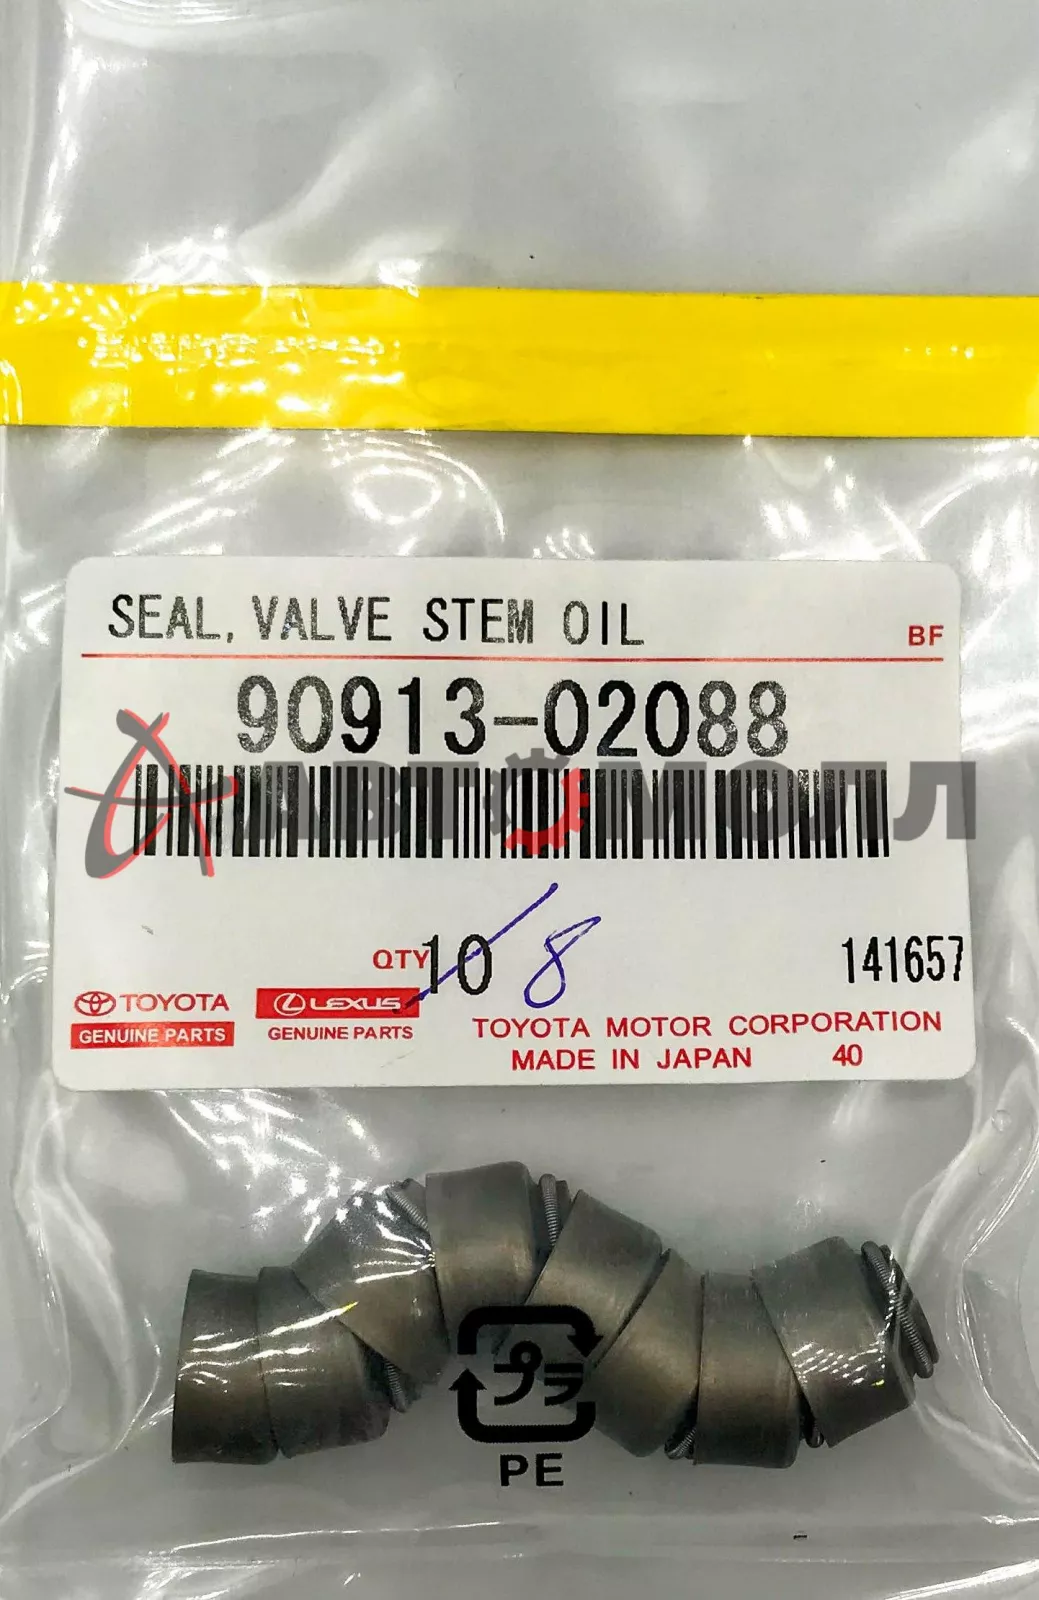 SEAL, VALVE STEM OIL
BF
90913-02088
АВТОМОЛЛ
QTY 10 8
141657
TOYOTA
GENUINE PARTS
LEXUS
GENUINE PARTS
TOYOTA MOTOR CORPORATION
MADE IN JAPAN 40
プラ
PE